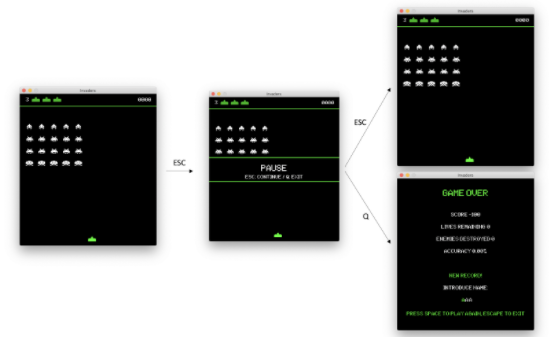 Invaders
3 0000
ESC
Invaders
3 0000
PAUSE
ESC CONTINUE / Q EXIT
ESC
Q
Invaders
3 0000
Invaders
GAME OVER
SCORE -100
LIVES REMAINING 0
ENEMIES DESTROYED 0
ACCURACY 0.00%
NEW RECORD!
INTRODUCE NAME:
AAA
PRESS SPACE TO PLAY AGAIN, ESCAPE TO EXIT